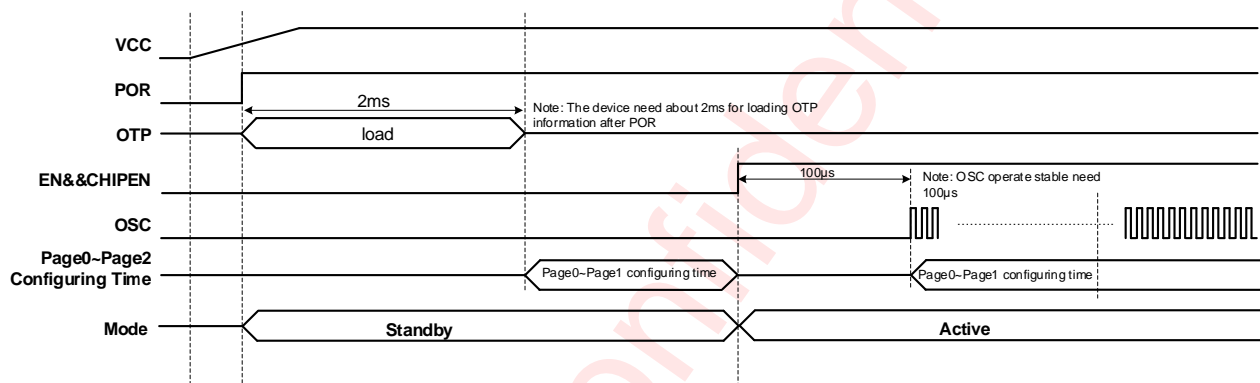 VCC
POR
2ms
Note: The device need about 2ms for loading OTP
information after POR
OTP
load
EN&&CHIPEN
100μs
Note: OSC operate stable need
100μs
OSC
Page0~Page2
Configuring Time
Page0~Page1 configuring time
Page0~Page1 configuring time
Mode
Standby
Active